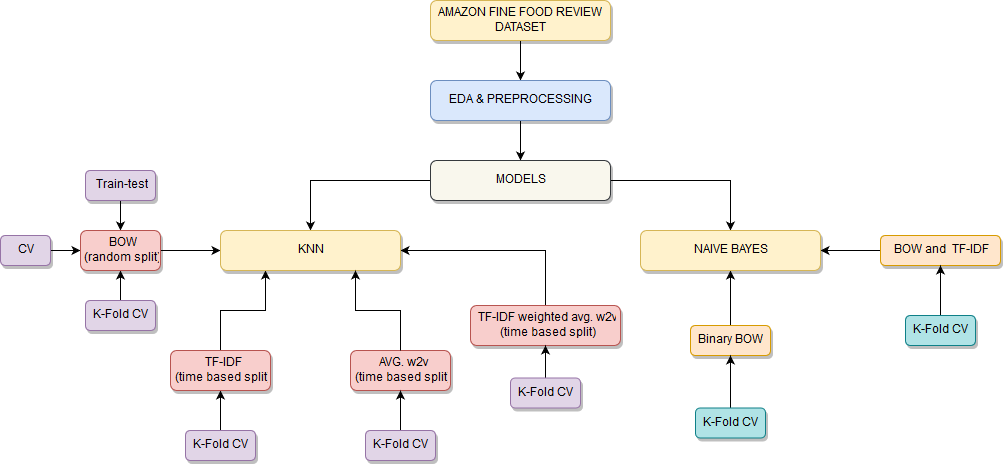 AMAZON FINE FOOD REVIEW
DATASET
EDA & PREPROCESSING
MODELS
Train-test
CV
BOW
(random split)
KNN
NAIVE BAYES
BOW and TF-IDF
K-Fold CV
TF-IDF weighted avg. w2v
(time based split)
K-Fold CV
Binary BOW
TF-IDF
(time based split
AVG. w2v
(time based split
K-Fold CV
K-Fold CV
K-Fold CV
K-Fold CV
K-Fold CV